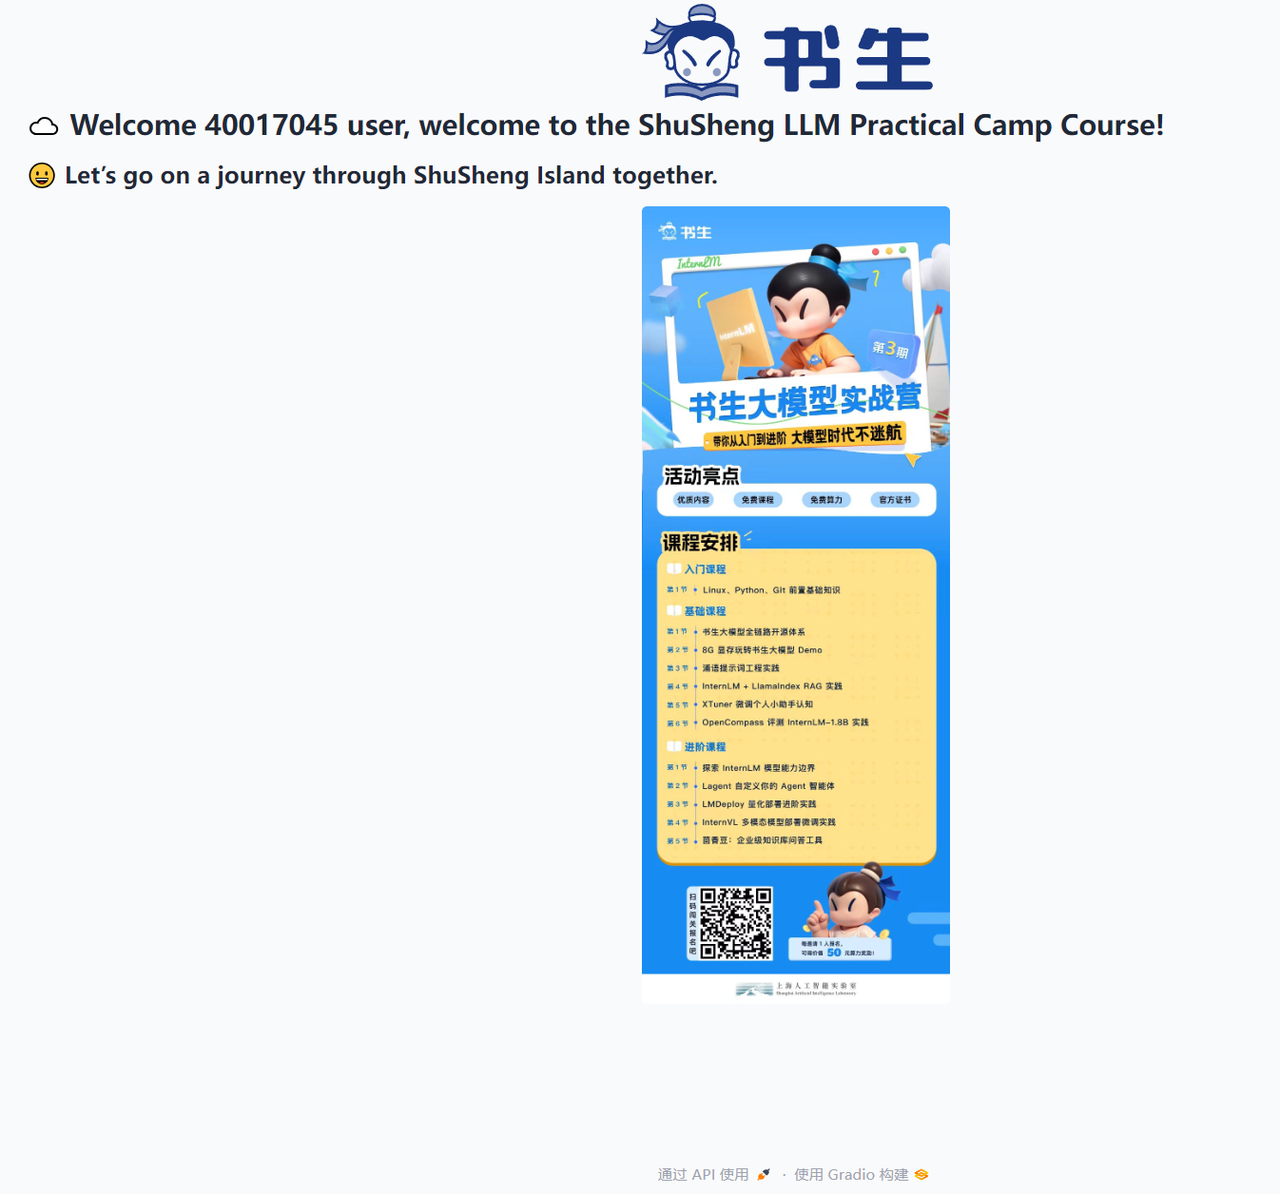 书生
Welcome 40017045 user, welcome to the ShuSheng LLM Practical Camp Course!
Let’s go on a journey through ShuSheng Island together.
书生
InternLM
InternLM
第3期
书生大模型实战营
带你从入门到进阶 大模型时代不迷航
活动亮点
优质内容 免费课程 免费算力 官方证书
课程安排
入门课程
第1节 Linux、Python、Git 前置基础知识
基础课程
第1节 书生大模型全链路开源体系
第2节 8G 显存玩转书生大模型 Demo
第3节 浦语提示词工程实践
第4节 InternLM + LlamaIndex RAG 实践
第5节 XTuner 微调个人小助手认知
第6节 OpenCompass 评测 InternLM-1.8B 实践
进阶课程
第1节 探索 InternLM 模型能力边界
第2节 Lagent 自定义你的 Agent 智能体
第3节 LMDeploy 量化部署进阶实践
第4节 InternVL 多模态模型部署微调实践
第5节 茴香豆：企业级知识库问答工具
扫码闯关报名吧
每邀请 1 人报名，
可得价值 50 元算力奖励！
上海人工智能实验室
Shanghai Artificial Intelligence Laboratory
通过 API 使用 · 使用 Gradio 构建